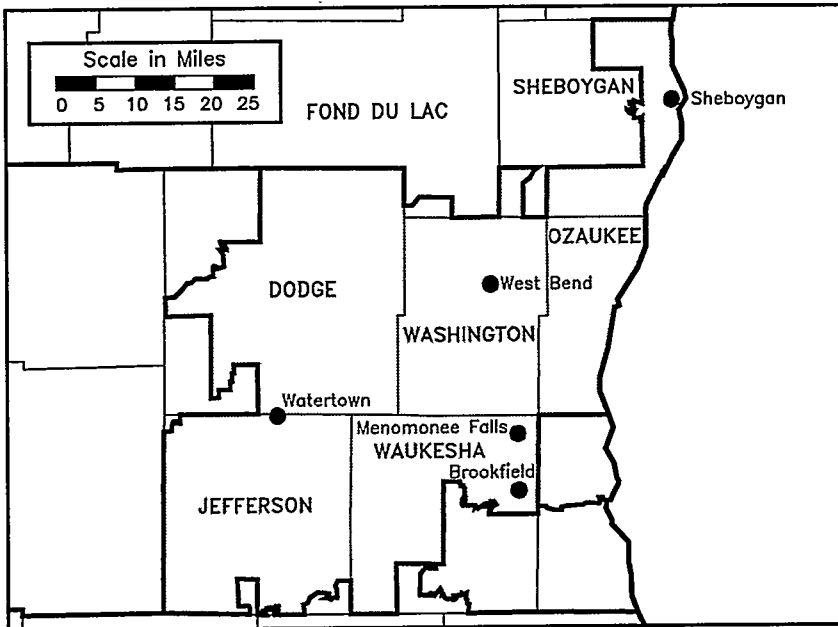 Scale in Miles
0 5 10 15 20 25
FOND DU LAC
SHEBOYGAN
Sheboygan
OZAUKEE
DODGE
West Bend
WASHINGTON
Watertown
Menomonee Falls
WAUKESHA
Brookfield
JEFFERSON